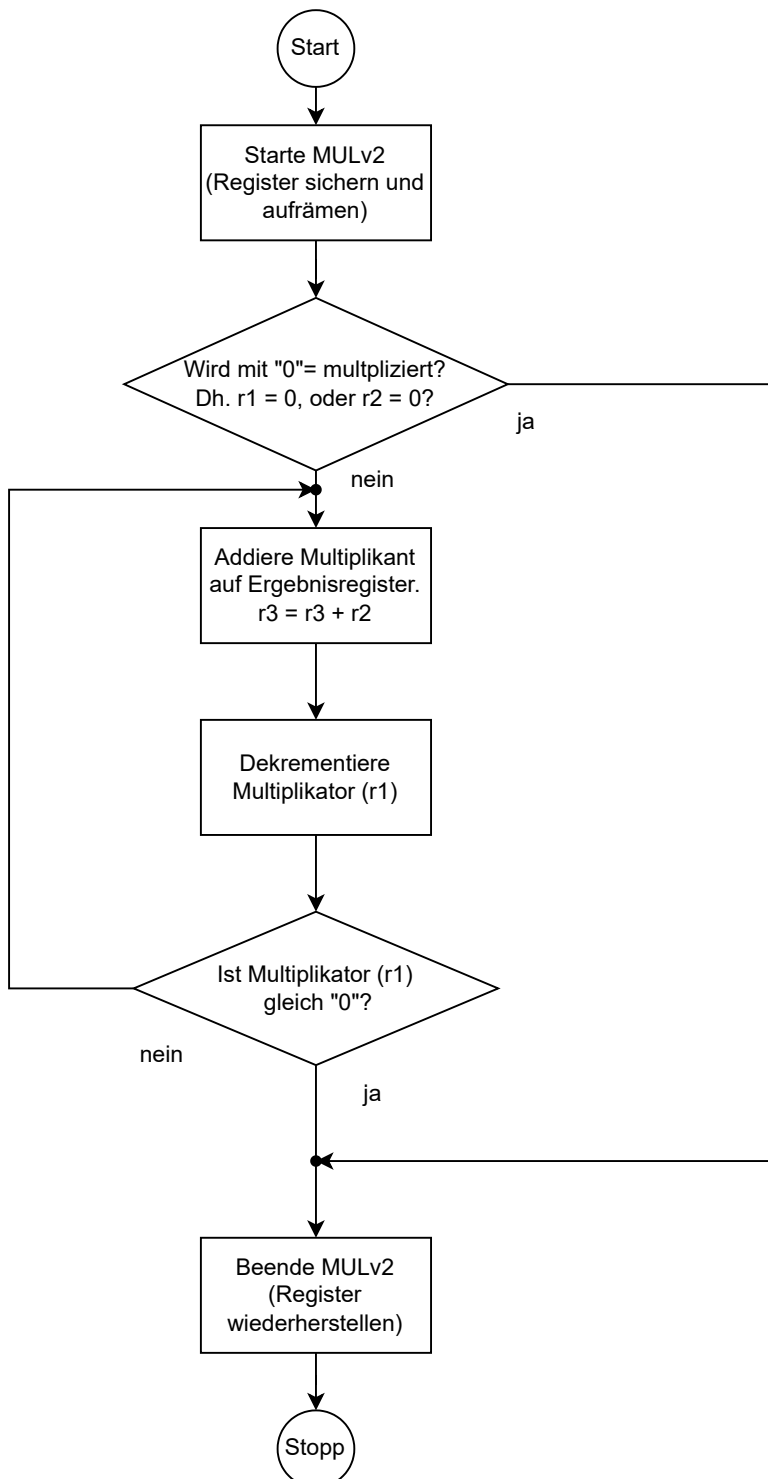 Start
Starte MULv2
(Register sichern und
aufrämen)
Wird mit "0"= multpliziert?
Dh. r1 = 0, oder r2 = 0?
ja
nein
Addiere Multiplikant
auf Ergebnisregister.
r3 = r3 + r2
Dekrementiere
Multiplikator (r1)
Ist Multiplikator (r1)
gleich "0"?
nein
ja
Beende MULv2
(Register
wiederherstellen)
Stopp